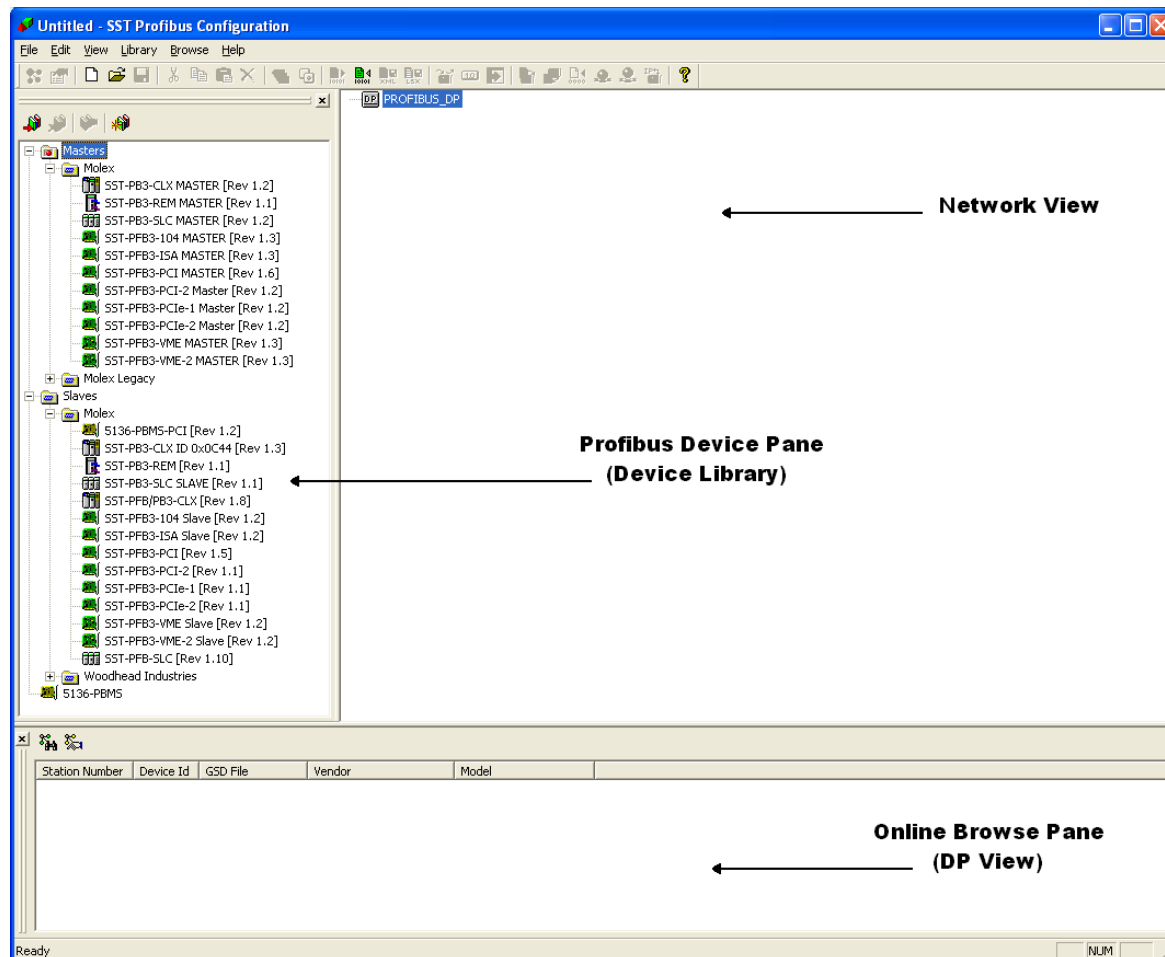 Untitled - SST Profibus Configuration
File Edit View Library Browse Help
PROFIBUS_DP
Masters
Molex
SST-PB3-CLX MASTER [Rev 1.2]
SST-PB3-REM MASTER [Rev 1.1]
SST-PB3-SLC MASTER [Rev 1.2]
SST-PFB3-104 MASTER [Rev 1.3]
SST-PFB3-ISA MASTER [Rev 1.3]
SST-PFB3-PCI MASTER [Rev 1.6]
SST-PFB3-PCI-2 Master [Rev 1.2]
SST-PFB3-PCIe-1 Master [Rev 1.2]
SST-PFB3-PCIe-2 Master [Rev 1.2]
SST-PFB3-VME MASTER [Rev 1.3]
SST-PFB3-VME-2 MASTER [Rev 1.3]
Molex Legacy
Slaves
Molex
5136-PBMS-PCI [Rev 1.2]
SST-PB3-CLX ID 0x0C44 [Rev 1.3]
SST-PB3-REM [Rev 1.1]
SST-PB3-SLC SLAVE [Rev 1.1]
SST-PFB/PB3-CLX [Rev 1.8]
SST-PFB3-104 Slave [Rev 1.2]
SST-PFB3-ISA Slave [Rev 1.2]
SST-PFB3-PCI [Rev 1.5]
SST-PFB3-PCI-2 [Rev 1.1]
SST-PFB3-PCIe-1 [Rev 1.1]
SST-PFB3-PCIe-2 [Rev 1.1]
SST-PFB3-VME Slave [Rev 1.2]
SST-PFB3-VME-2 Slave [Rev 1.2]
SST-PFB-SLC [Rev 1.10]
Woodhead Industries
5136-PBMS
Network View
Profibus Device Pane
(Device Library)
Station Number Device Id GSD File Vendor Model
Online Browse Pane
(DP View)
Ready NUM